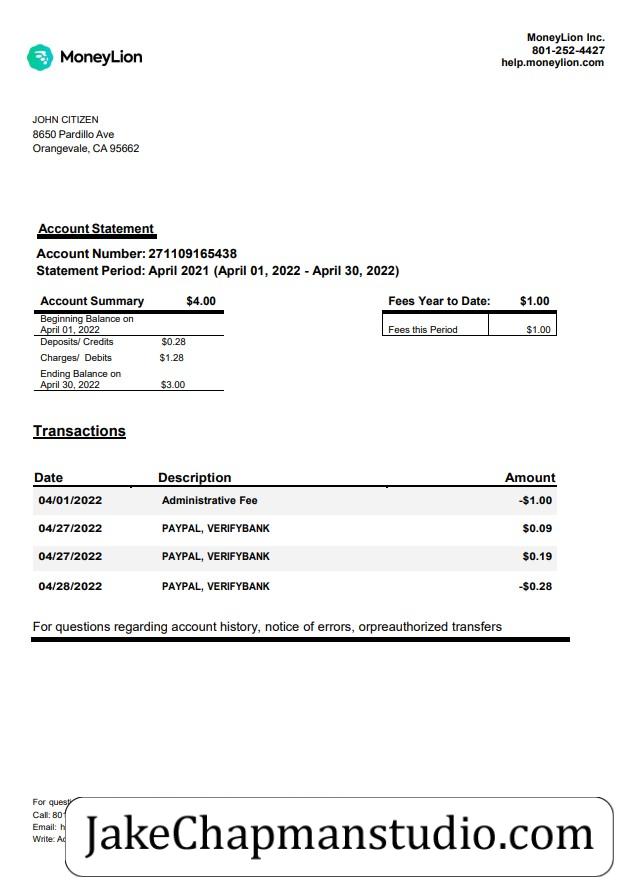 MoneyLion
MoneyLion Inc.
801-252-4427
help.moneylion.com
JOHN CITIZEN
8650 Pardillo Ave
Orangevale, CA 95662
Account Statement
Account Number: 271109165438
Statement Period: April 2021 (April 01, 2022 - April 30, 2022)
Account Summary $4.00
Beginning Balance on
April 01, 2022
Deposits/ Credits $0.28
Charges/ Debits $1.28
Ending Balance on
April 30, 2022 $3.00
Fees Year to Date: $1.00
Fees this Period $1.00
Transactions
Date Description Amount
04/01/2022 Administrative Fee -$1.00
04/27/2022 PAYPAL, VERIFYBANK $0.09
04/27/2022 PAYPAL, VERIFYBANK $0.19
04/28/2022 PAYPAL, VERIFYBANK -$0.28
For questions regarding account history, notice of errors, orpreauthorized transfers
For
Call:
Email:
Write:
JakeChapmanstudio.com